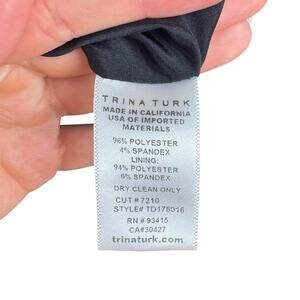 TRINA TURK
MADE IN CALIFORNIA
USA OF IMPORTED
MATERIALS
96% POLYESTER
4% SPANDEX
LINING:
94% POLYESTER
6% SPANDEX
DRY CLEAN ONLY
CUT # 7210
STYLE# TD178016
RN # 93415
CA#30427
trinaturk.com